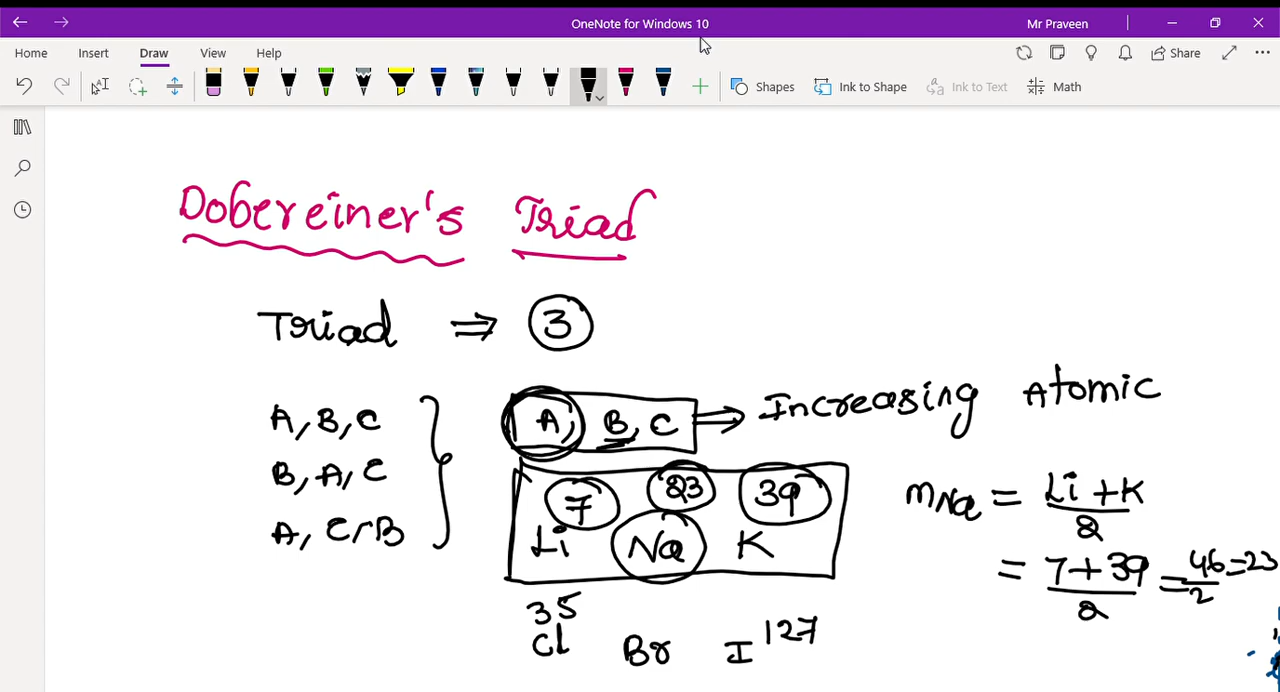 OneNote for Windows 10
Mr Praveen
Home Insert Draw View Help
Share
Shapes Ink to Shape Ink to Text Math
Dobereiner's Triad
Triad ⇒ 3
A, B, C
B, A, C
A, C, B
A, B, C ⇒ Increasing Atomic
7 23 39
Li Na K
mNa = Li + K / 2
= 7 + 39 / 2 = 46 / 2 = 23
35 127
Cl Br I